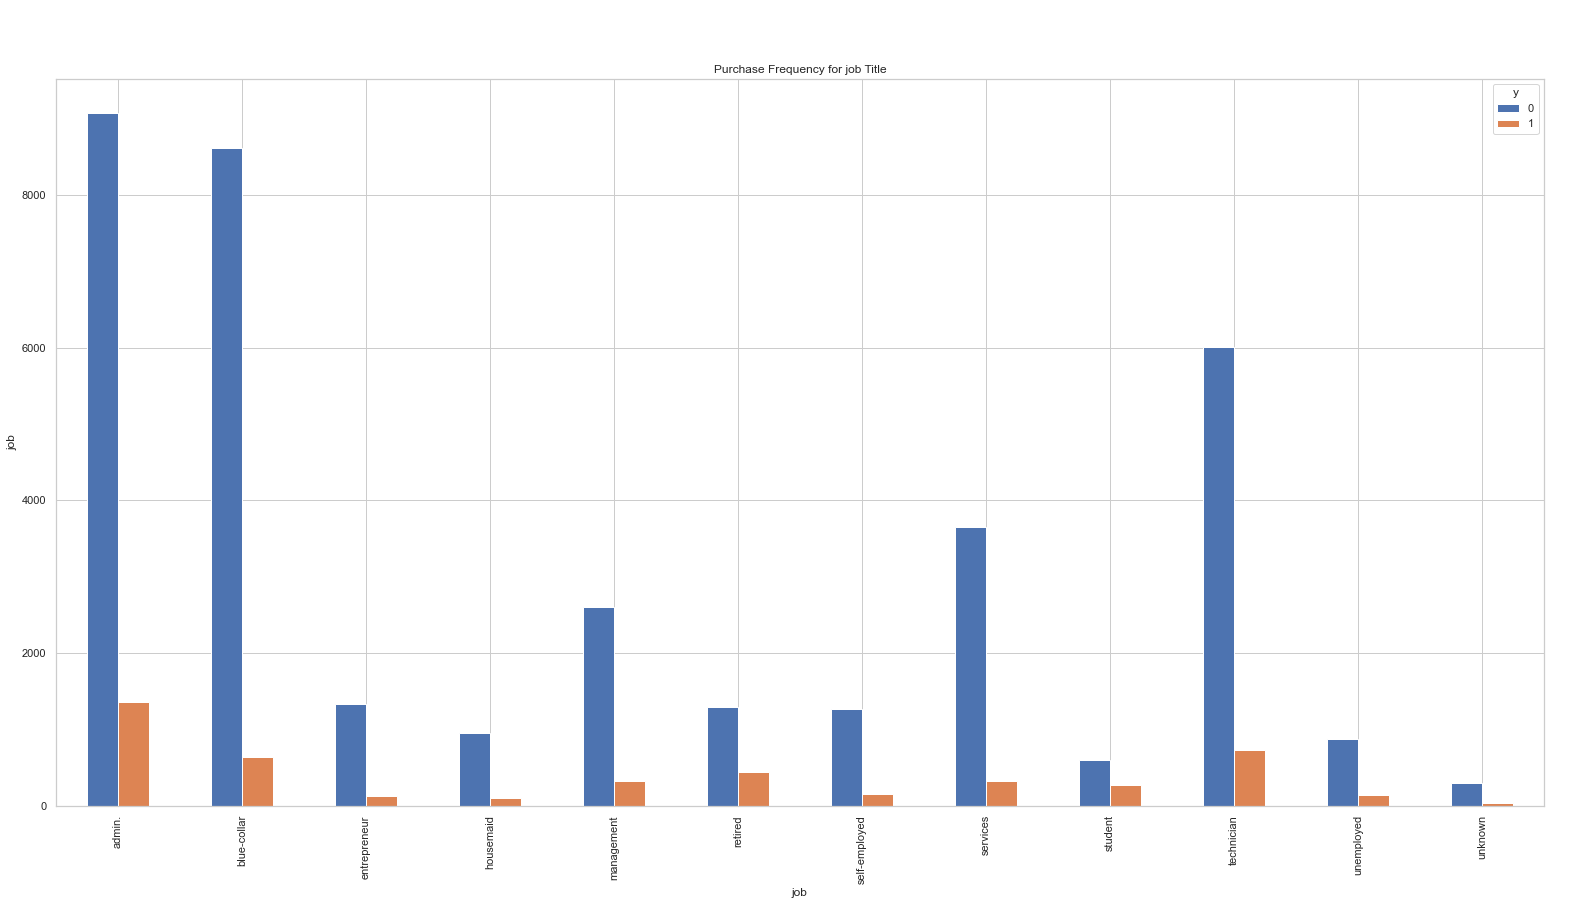 Purchase Frequency for job Title
y
0
1
8000
6000
4000
2000
0
job
admin.
blue-collar
entrepreneur
housemaid
management
retired
self-employed
services
student
technician
unemployed
unknown
job